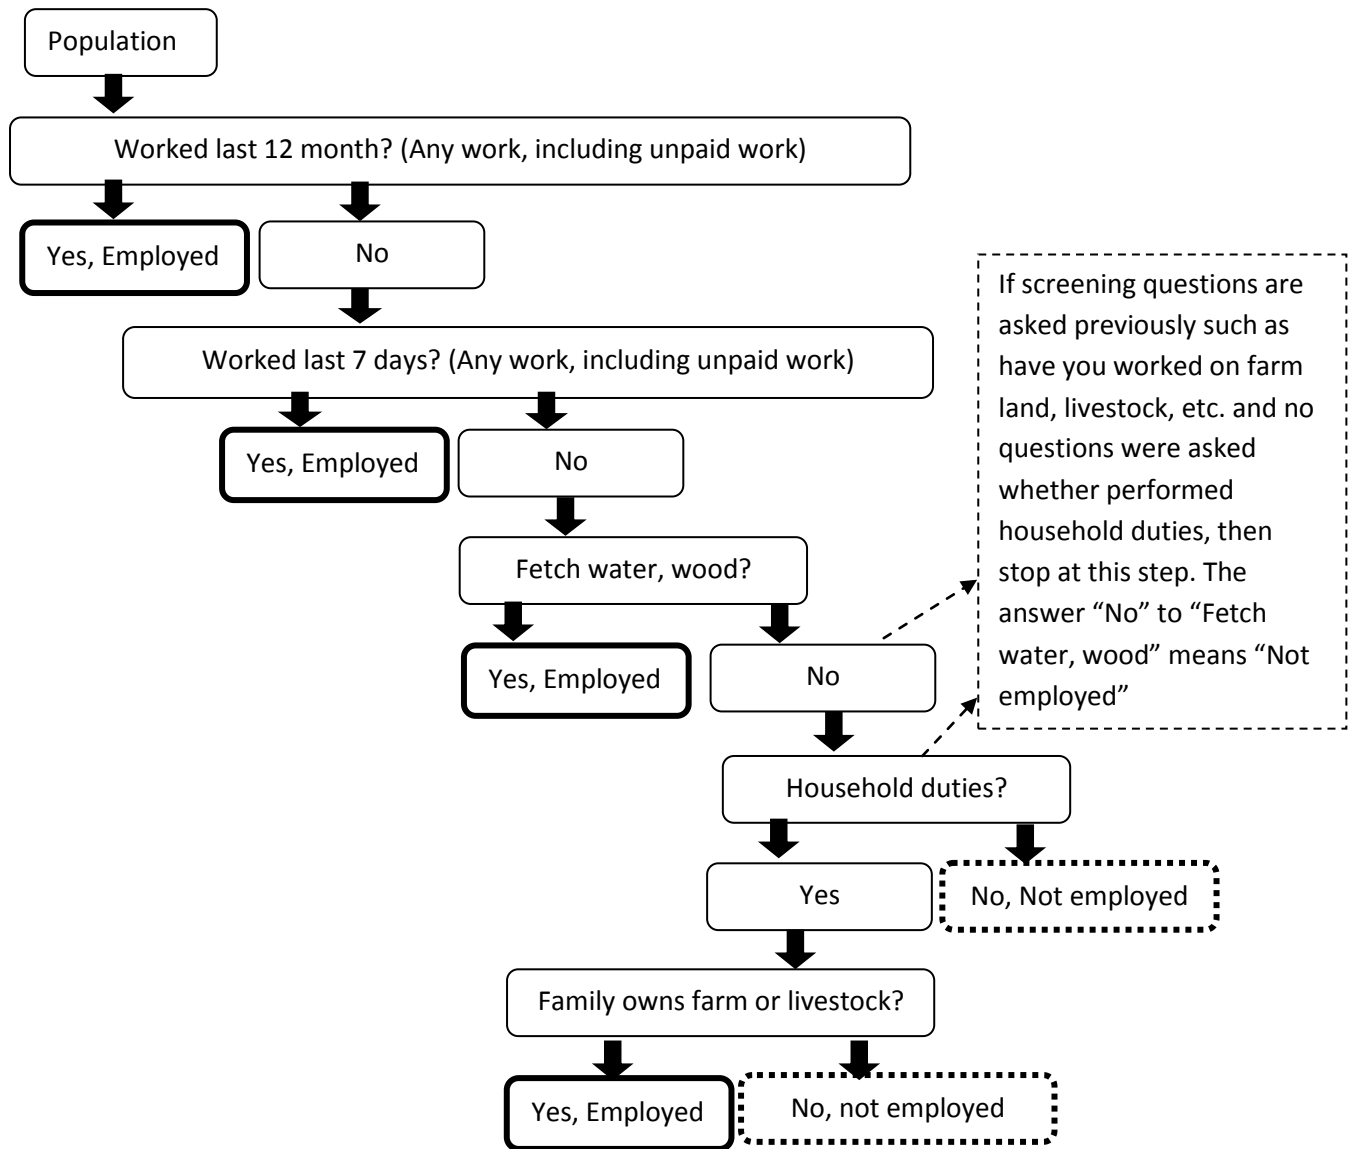 Population
Worked last 12 month? (Any work, including unpaid work)
Yes, Employed
No
Worked last 7 days? (Any work, including unpaid work)
Yes, Employed
No
Fetch water, wood?
Yes, Employed
No
If screening questions are
asked previously such as
have you worked on farm
land, livestock, etc. and no
questions were asked
whether performed
household duties, then
stop at this step. The
answer “No” to “Fetch
water, wood” means “Not
employed”
Household duties?
Yes
No, Not employed
Family owns farm or livestock?
Yes, Employed
No, not employed